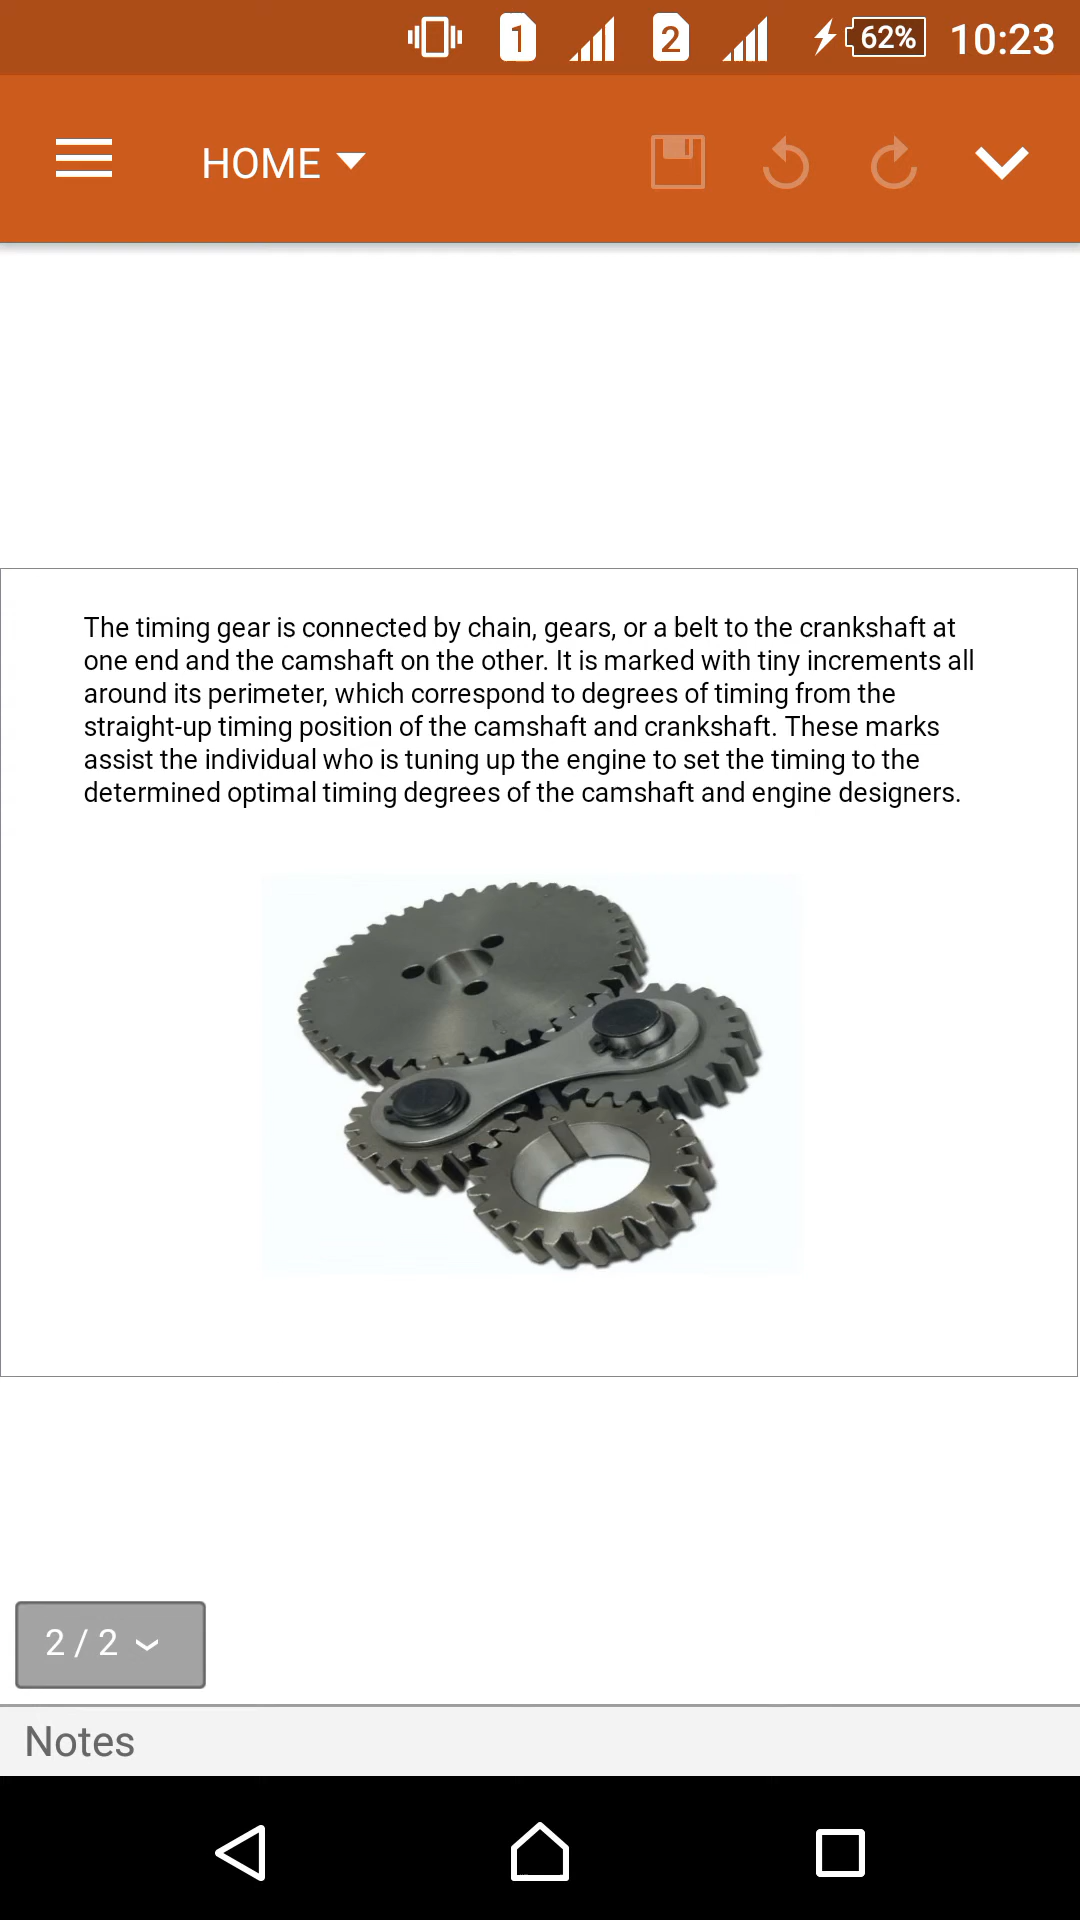 1 2 62% 10:23
HOME
The timing gear is connected by chain, gears, or a belt to the crankshaft at
one end and the camshaft on the other. It is marked with tiny increments all
around its perimeter, which correspond to degrees of timing from the
straight-up timing position of the camshaft and crankshaft. These marks
assist the individual who is tuning up the engine to set the timing to the
determined optimal timing degrees of the camshaft and engine designers.
2 / 2
Notes